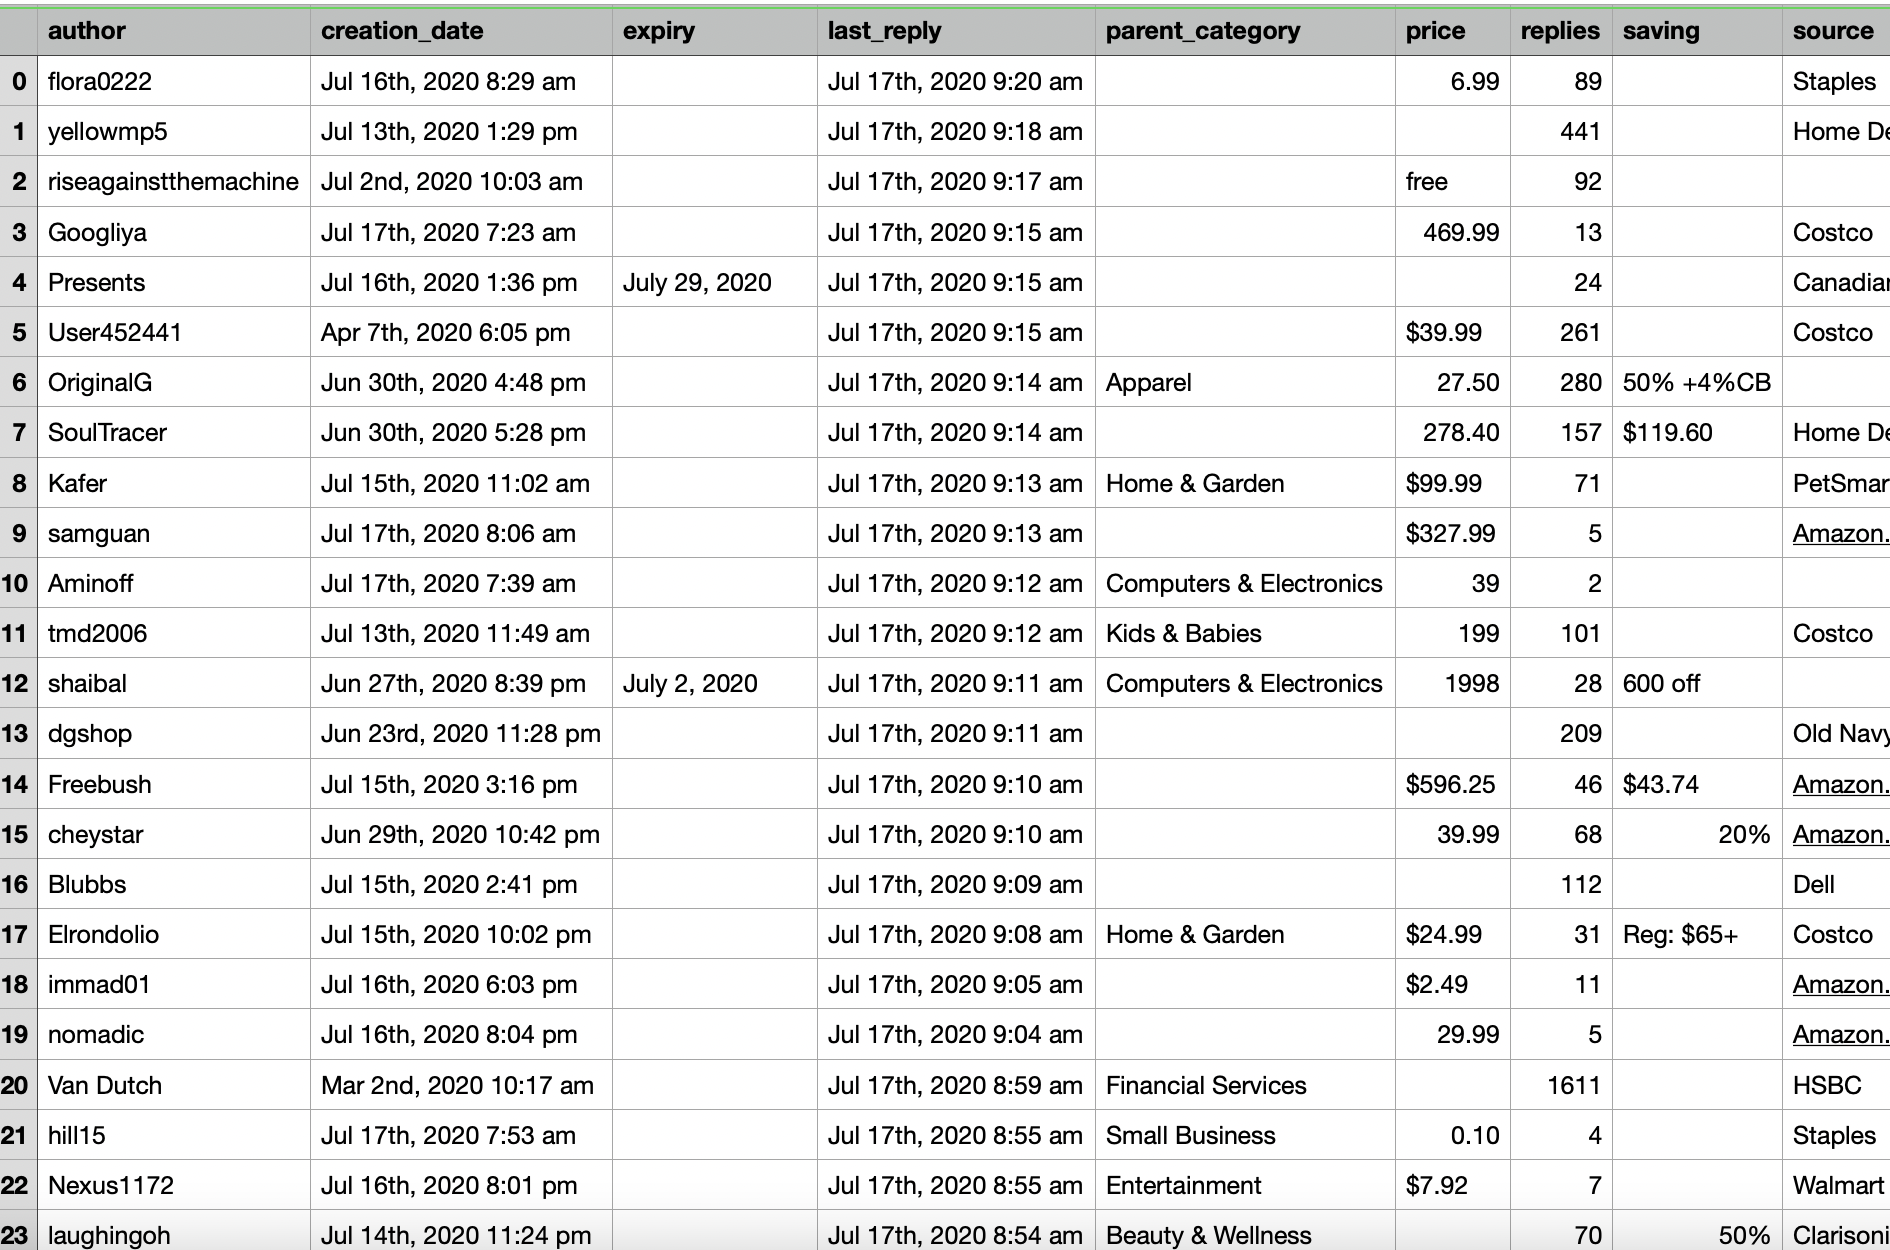 author creation_date expiry last_reply parent_category price replies saving source
0 flora0222 Jul 16th, 2020 8:29 am Jul 17th, 2020 9:20 am 6.99 89 Staples
1 yellowmp5 Jul 13th, 2020 1:29 pm Jul 17th, 2020 9:18 am 441 Home De
2 riseagainstthemachine Jul 2nd, 2020 10:03 am Jul 17th, 2020 9:17 am free 92
3 Googliya Jul 17th, 2020 7:23 am Jul 17th, 2020 9:15 am 469.99 13 Costco
4 Presents Jul 16th, 2020 1:36 pm July 29, 2020 Jul 17th, 2020 9:15 am 24 Canadian
5 User452441 Apr 7th, 2020 6:05 pm Jul 17th, 2020 9:15 am $39.99 261 Costco
6 OriginalG Jun 30th, 2020 4:48 pm Jul 17th, 2020 9:14 am Apparel 27.50 280 50% +4%CB
7 SoulTracer Jun 30th, 2020 5:28 pm Jul 17th, 2020 9:14 am 278.40 157 $119.60 Home De
8 Kafer Jul 15th, 2020 11:02 am Jul 17th, 2020 9:13 am Home & Garden $99.99 71 PetSmar
9 samguan Jul 17th, 2020 8:06 am Jul 17th, 2020 9:13 am $327.99 5 Amazon.
10 Aminoff Jul 17th, 2020 7:39 am Jul 17th, 2020 9:12 am Computers & Electronics 39 2
11 tmd2006 Jul 13th, 2020 11:49 am Jul 17th, 2020 9:12 am Kids & Babies 199 101 Costco
12 shaibal Jun 27th, 2020 8:39 pm July 2, 2020 Jul 17th, 2020 9:11 am Computers & Electronics 1998 28 600 off
13 dgshop Jun 23rd, 2020 11:28 pm Jul 17th, 2020 9:11 am 209 Old Navy
14 Freebush Jul 15th, 2020 3:16 pm Jul 17th, 2020 9:10 am $596.25 46 $43.74 Amazon.
15 cheystar Jun 29th, 2020 10:42 pm Jul 17th, 2020 9:10 am 39.99 68 20% Amazon.
16 Blubbs Jul 15th, 2020 2:41 pm Jul 17th, 2020 9:09 am 112 Dell
17 Elrondolio Jul 15th, 2020 10:02 pm Jul 17th, 2020 9:08 am Home & Garden $24.99 31 Reg: $65+ Costco
18 immad01 Jul 16th, 2020 6:03 pm Jul 17th, 2020 9:05 am $2.49 11 Amazon.
19 nomadic Jul 16th, 2020 8:04 pm Jul 17th, 2020 9:04 am 29.99 5 Amazon.
20 Van Dutch Mar 2nd, 2020 10:17 am Jul 17th, 2020 8:59 am Financial Services 1611 HSBC
21 hill15 Jul 17th, 2020 7:53 am Jul 17th, 2020 8:55 am Small Business 0.10 4 Staples
22 Nexus1172 Jul 16th, 2020 8:01 pm Jul 17th, 2020 8:55 am Entertainment $7.92 7 Walmart
23 laughingoh Jul 14th, 2020 11:24 pm Jul 17th, 2020 8:54 am Beauty & Wellness 70 50% Clarisoni